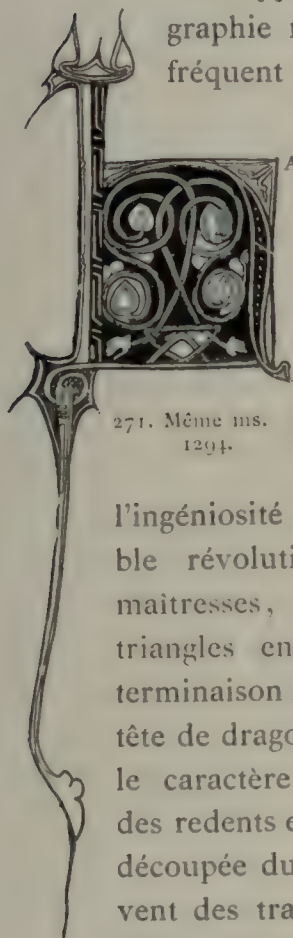 graphie
fréquent
271. Même ms.
1294.
l'ingéniosité
ble révoluti
maîtresses,
triangles en
terminaison
tête de drago
le caractère
des redents e
découpée du
vent des tra